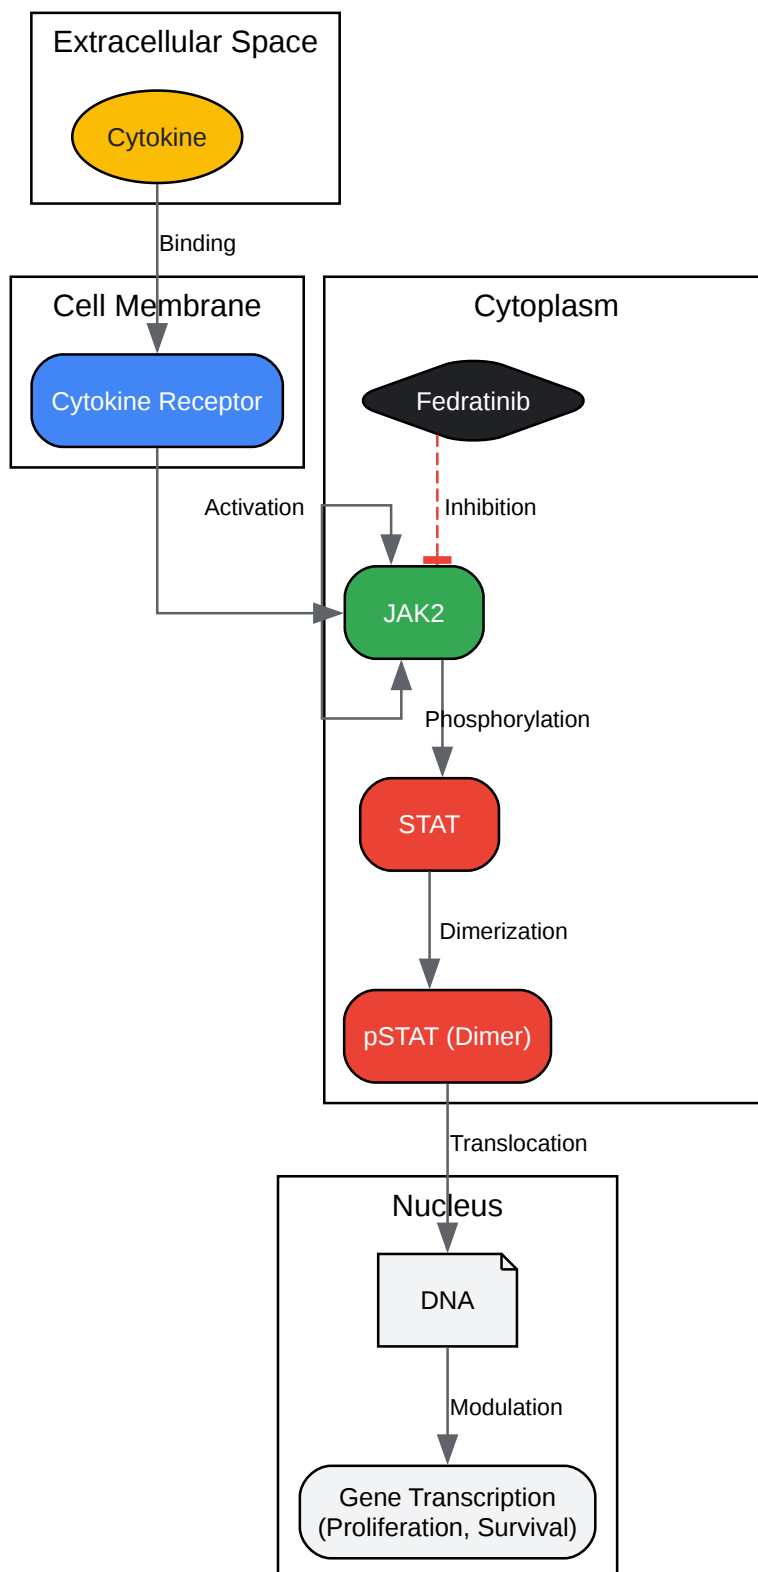 Extracellular Space
Cytokine
Binding
Cell Membrane
Cytoplasm
Cytokine Receptor
Fedratinib
Activation
Inhibition
JAK2
Phosphorylation
STAT
Dimerization
pSTAT (Dimer)
Translocation
Nucleus
DNA
Modulation
Gene Transcription
(Proliferation, Survival)